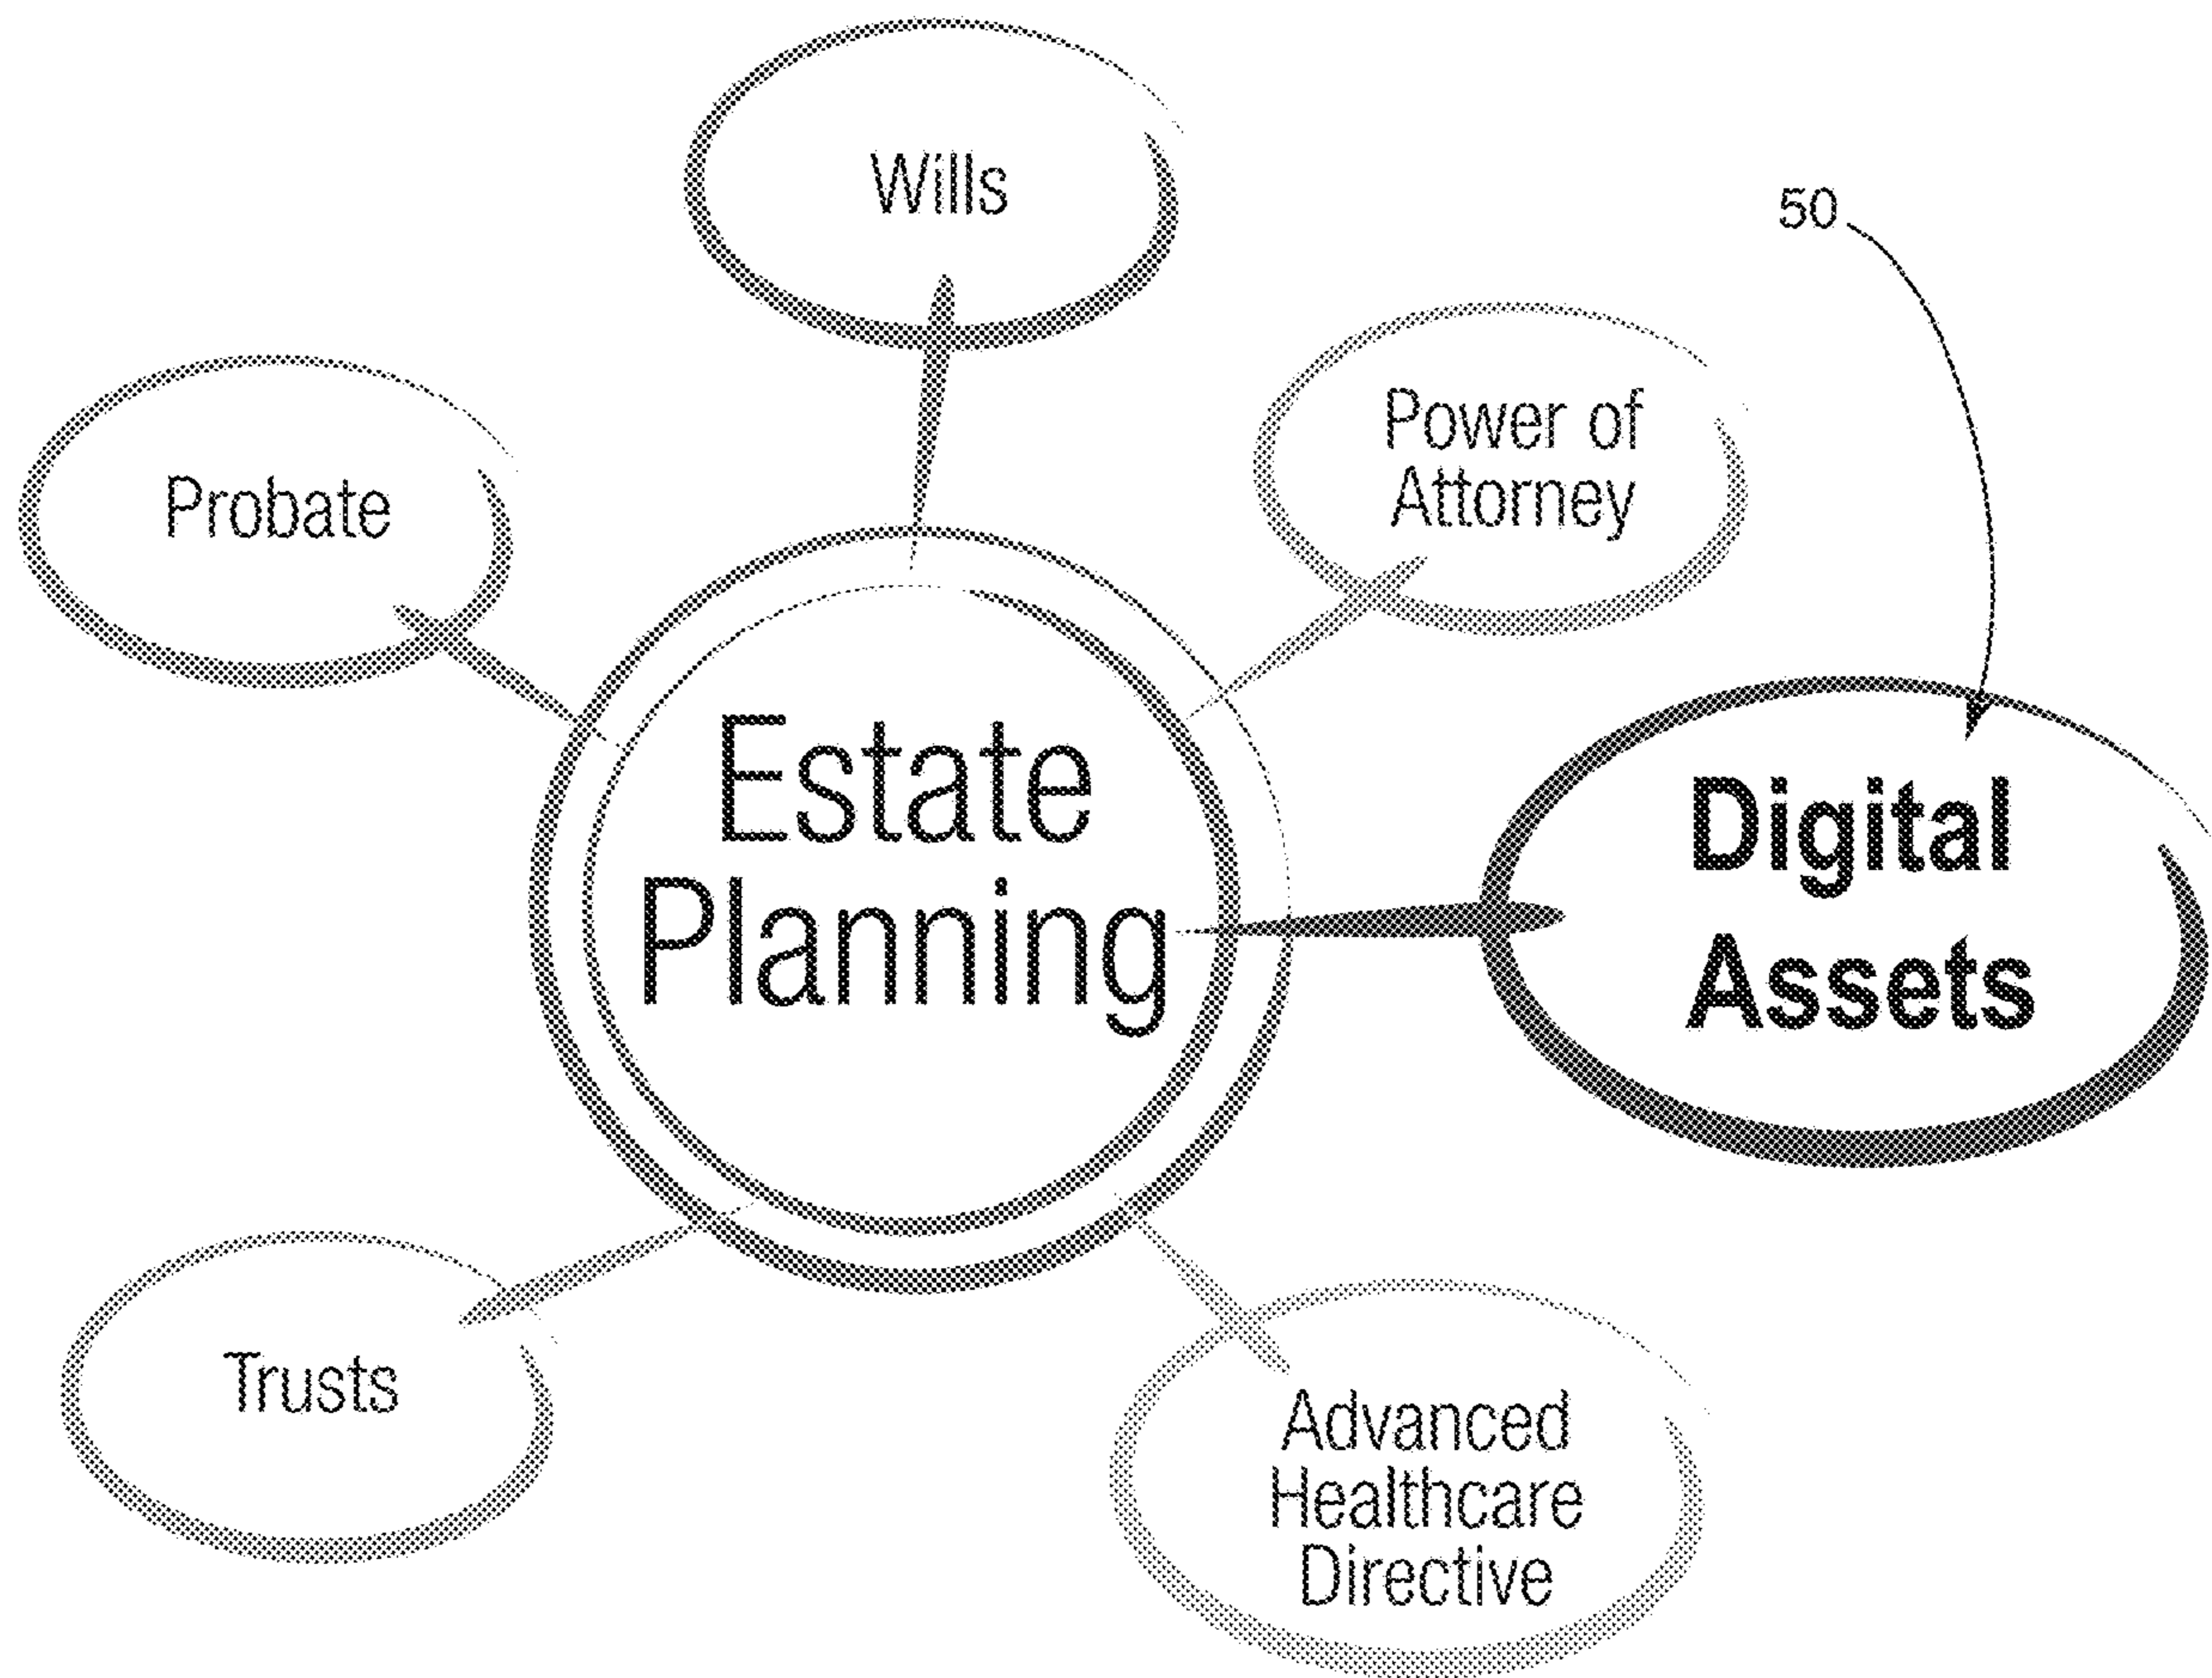 Wills
50
Power of
Attorney
Probate
Estate
Planning
Digital
Assets
Trusts
Advanced
Healthcare
Directive